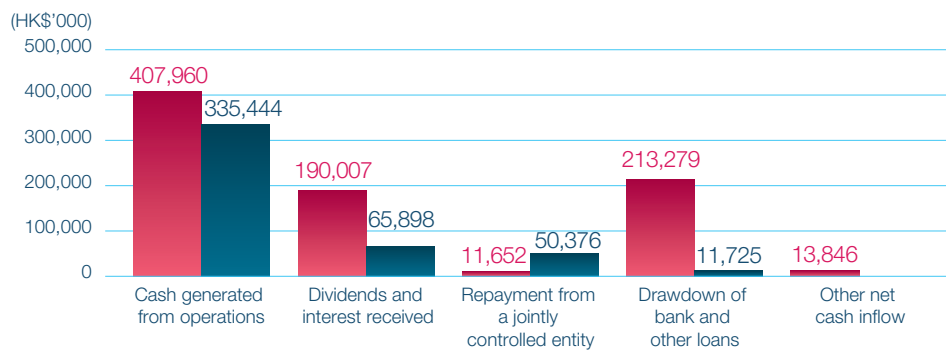 (HK$'000)
500,000
400,000
300,000
200,000
100,000
0
407,960
335,444
190,007
65,898
11,652
50,376
213,279
11,725
13,846
Cash generated
from operations
Dividends and
interest received
Repayment from
a jointly
controlled entity
Drawdown of
bank and
other loans
Other net
cash inflow